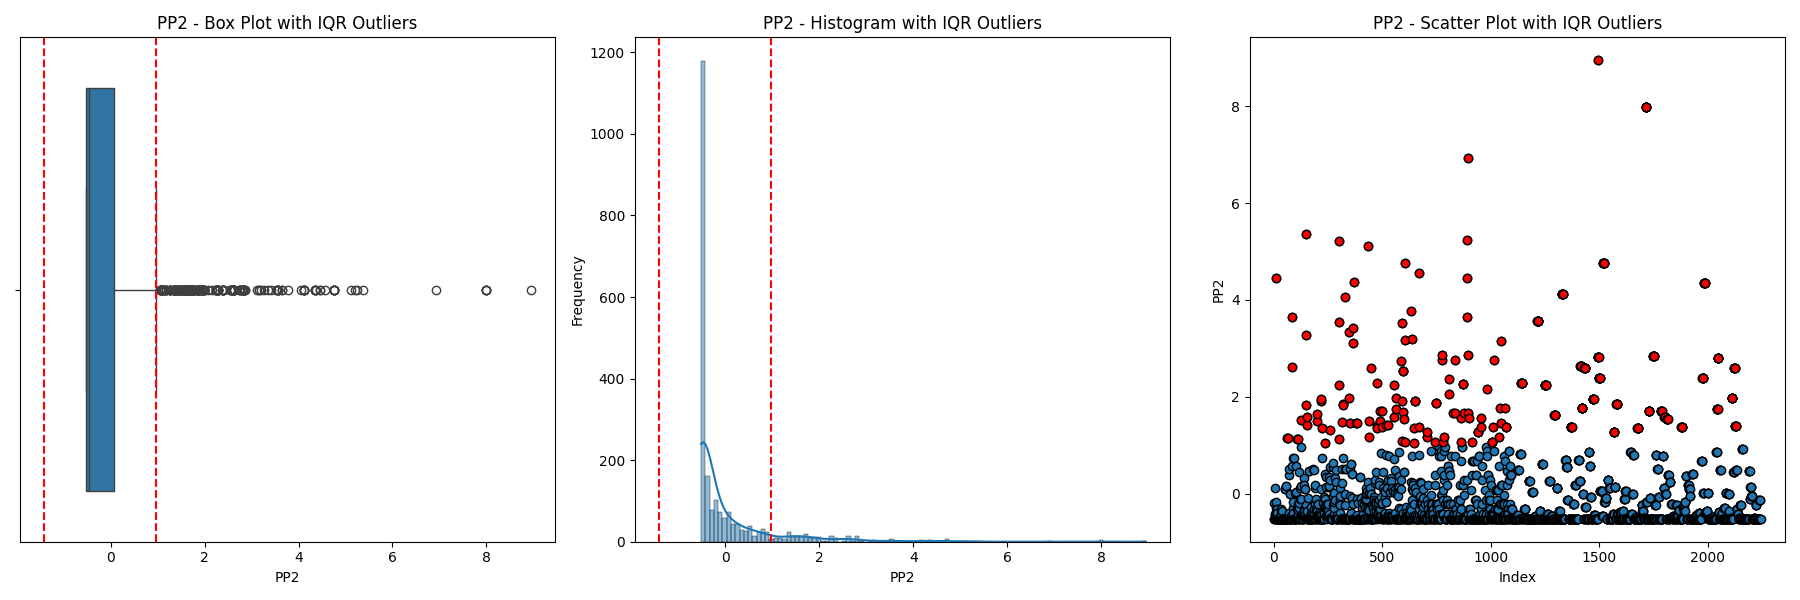 PP2 - Box Plot with IQR Outliers
0 2 4 6 8
PP2
PP2 - Histogram with IQR Outliers
1200
1000
800
600
400
200
0
Frequency
0 2 4 6 8
PP2
PP2 - Scatter Plot with IQR Outliers
8
6
4
2
0
PP2
0 500 1000 1500 2000
Index